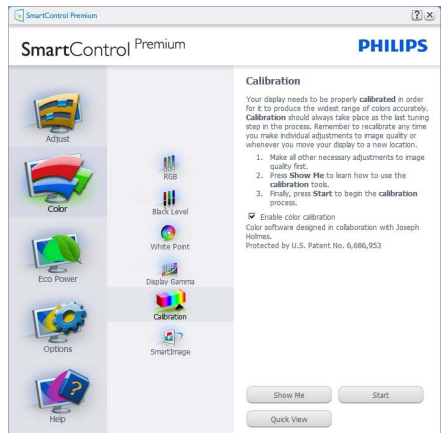 SmartControl Premium
SmartControl Premium
PHILIPS
Adjust
Color
Eco Power
Options
Help
RGB
Black Level
White Point
Display Gamma
Calibration
SmartImage
Calibration
Your display needs to be properly calibrated in order
for it to produce the widest range of colors accurately.
Calibration should always take place as the last tuning
step in the process. Remember to recalibrate any time
you make individual adjustments to image quality or
whenever you move your display to a new location.
1. Make all other necessary adjustments to image
quality first.
2. Press Show Me to learn how to use the
calibration tools.
3. Finally, press Start to begin the calibration
process.
Enable color calibration
Color software designed in collaboration with Joseph
Holmes.
Protected by U.S. Patent No. 6,686,953
Show Me
Start
Quick View